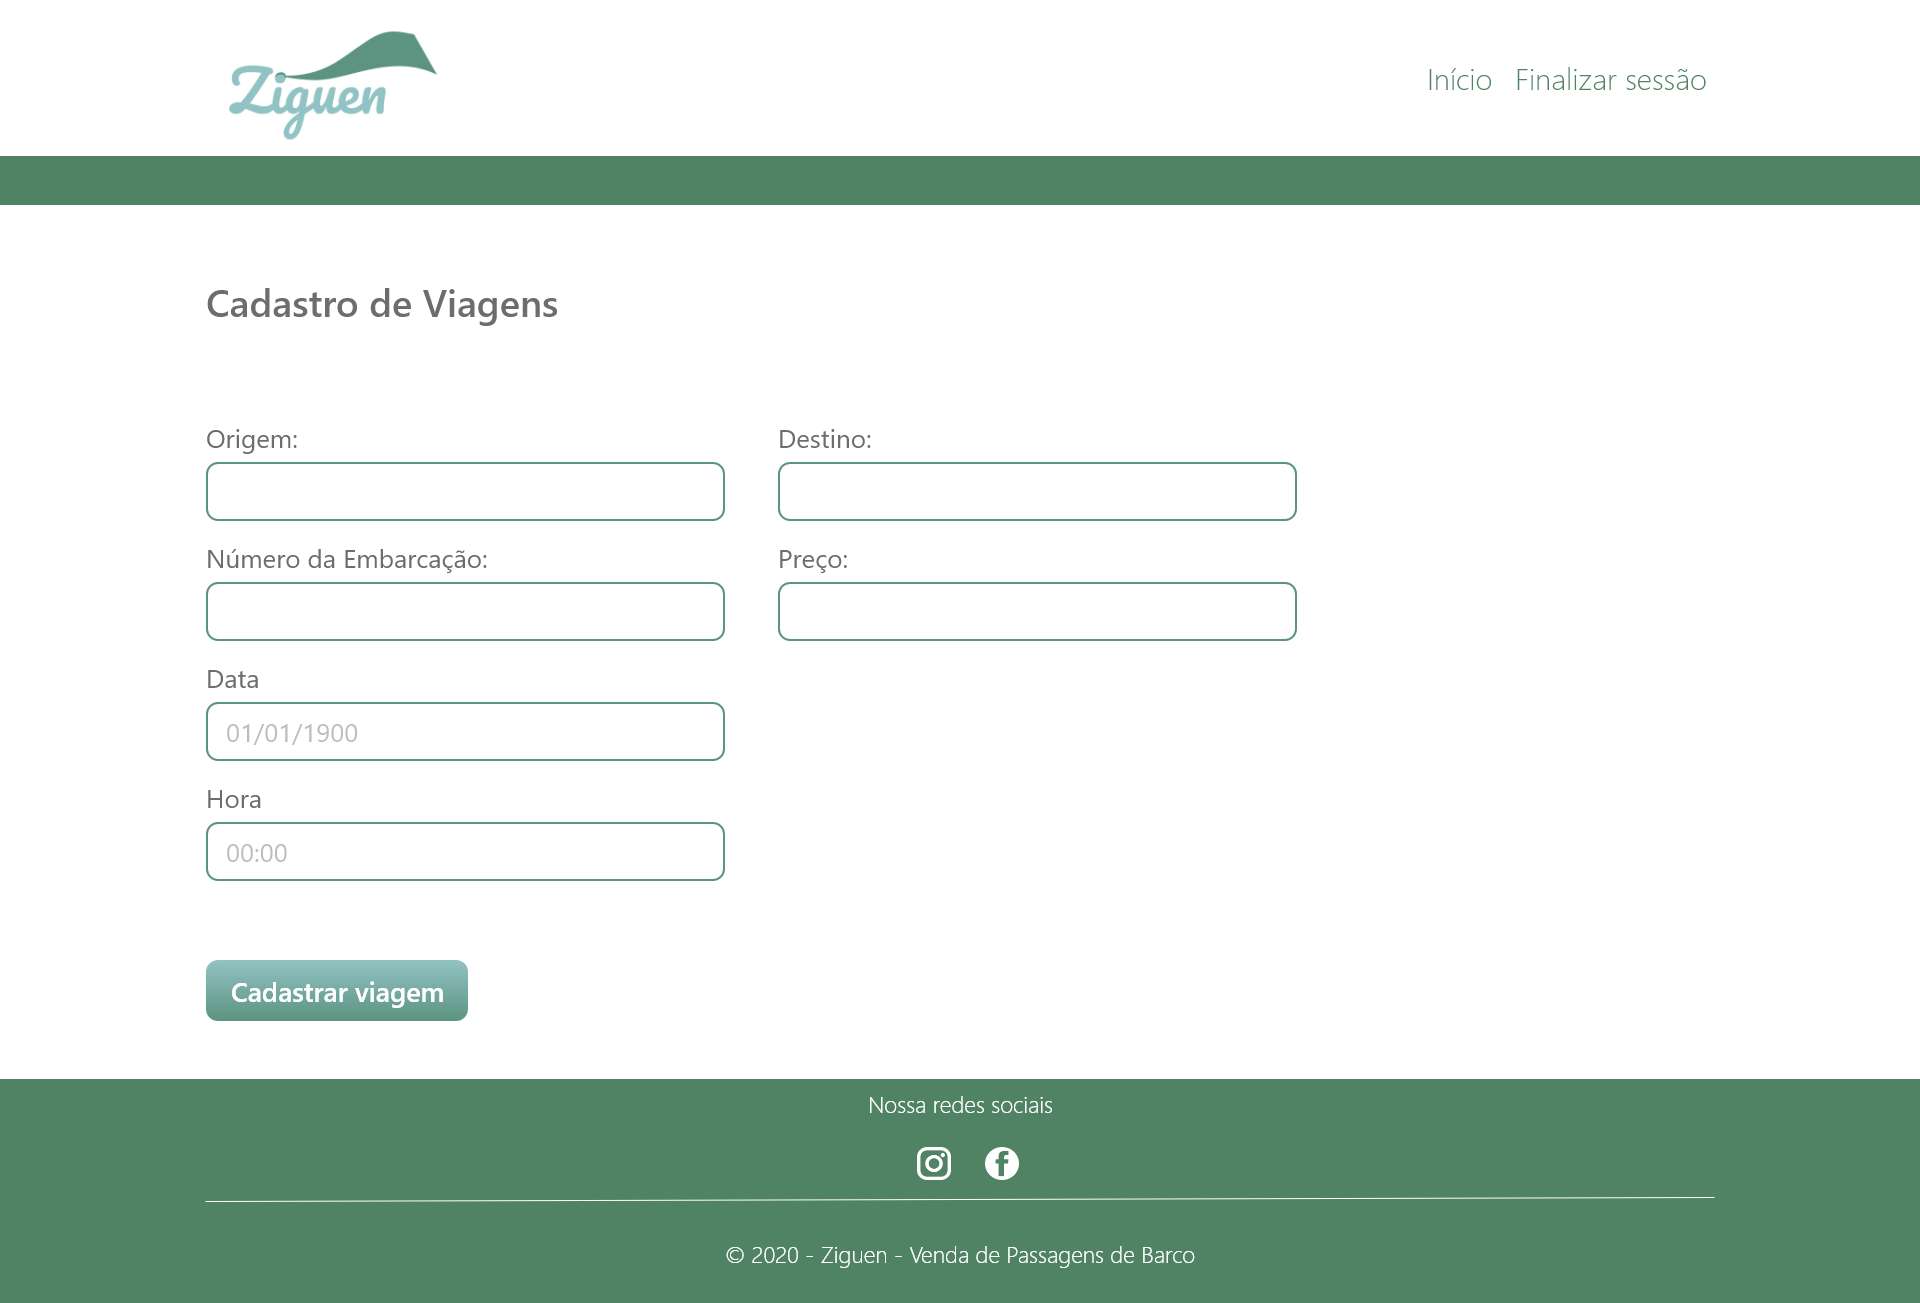 Ziguen
Início Finalizar sessão
Cadastro de Viagens
Origem: Destino:
Número da Embarcação: Preço:
Data
01/01/1900
Hora
00:00
Cadastrar viagem
Nossa redes sociais
© 2020 - Ziguen - Venda de Passagens de Barco